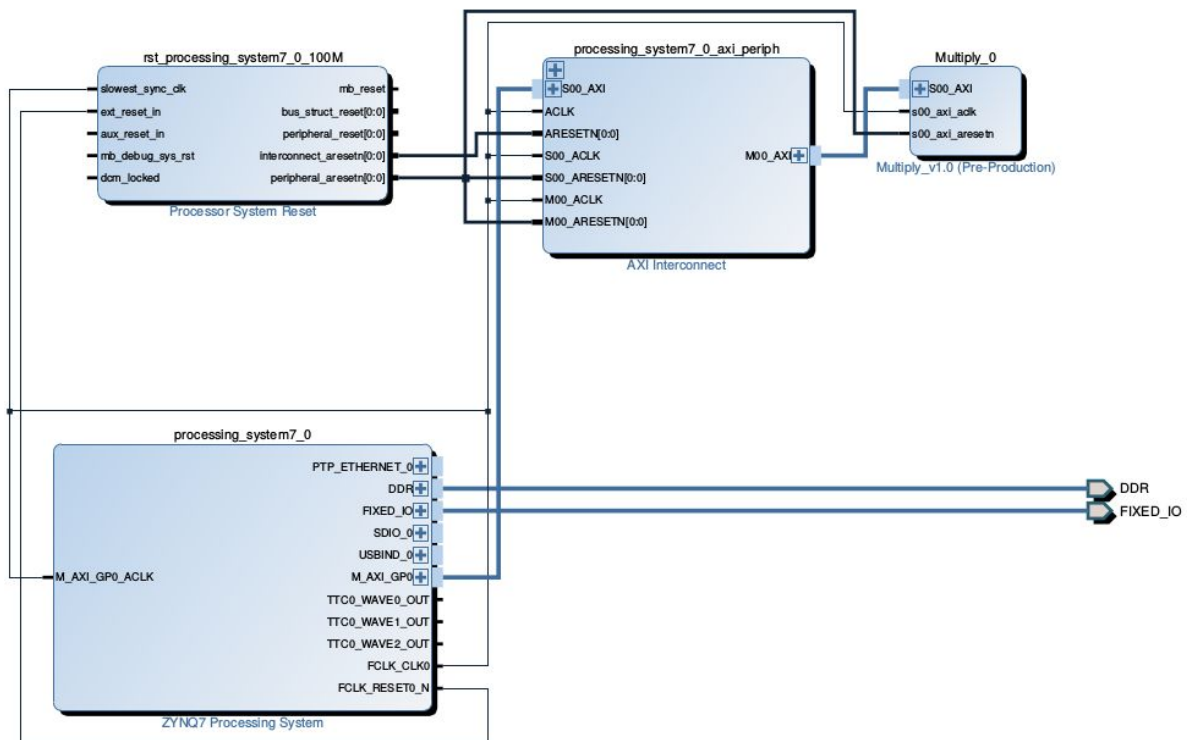 rst_processing_system7_0_100M
slowest_sync_clk
ext_reset_in
aux_reset_in
mb_debug_sys_rst
dcm_locked
mb_reset
bus_struct_reset[0:0]
peripheral_reset[0:0]
interconnect_aresetn[0:0]
peripheral_aresetn[0:0]
Processor System Reset
processing_system7_0_axi_periph
S00_AXI
ACLK
ARESETN[0:0]
S00_ACLK
S00_ARESETN[0:0]
M00_ACLK
M00_ARESETN[0:0]
M00_AXI
AXI Interconnect
Multiply_0
S00_AXI
s00_axi_aclk
s00_axi_aresetn
Multiply_v1.0 (Pre-Production)
processing_system7_0
M_AXI_GP0_ACLK
PTP_ETHERNET_0
DDR
FIXED_IO
SDIO_0
USBIND_0
M_AXI_GP0
TTC0_WAVE0_OUT
TTC0_WAVE1_OUT
TTC0_WAVE2_OUT
FCLK_CLK0
FCLK_RESET0_N
ZYNQ7 Processing System
DDR
FIXED_IO